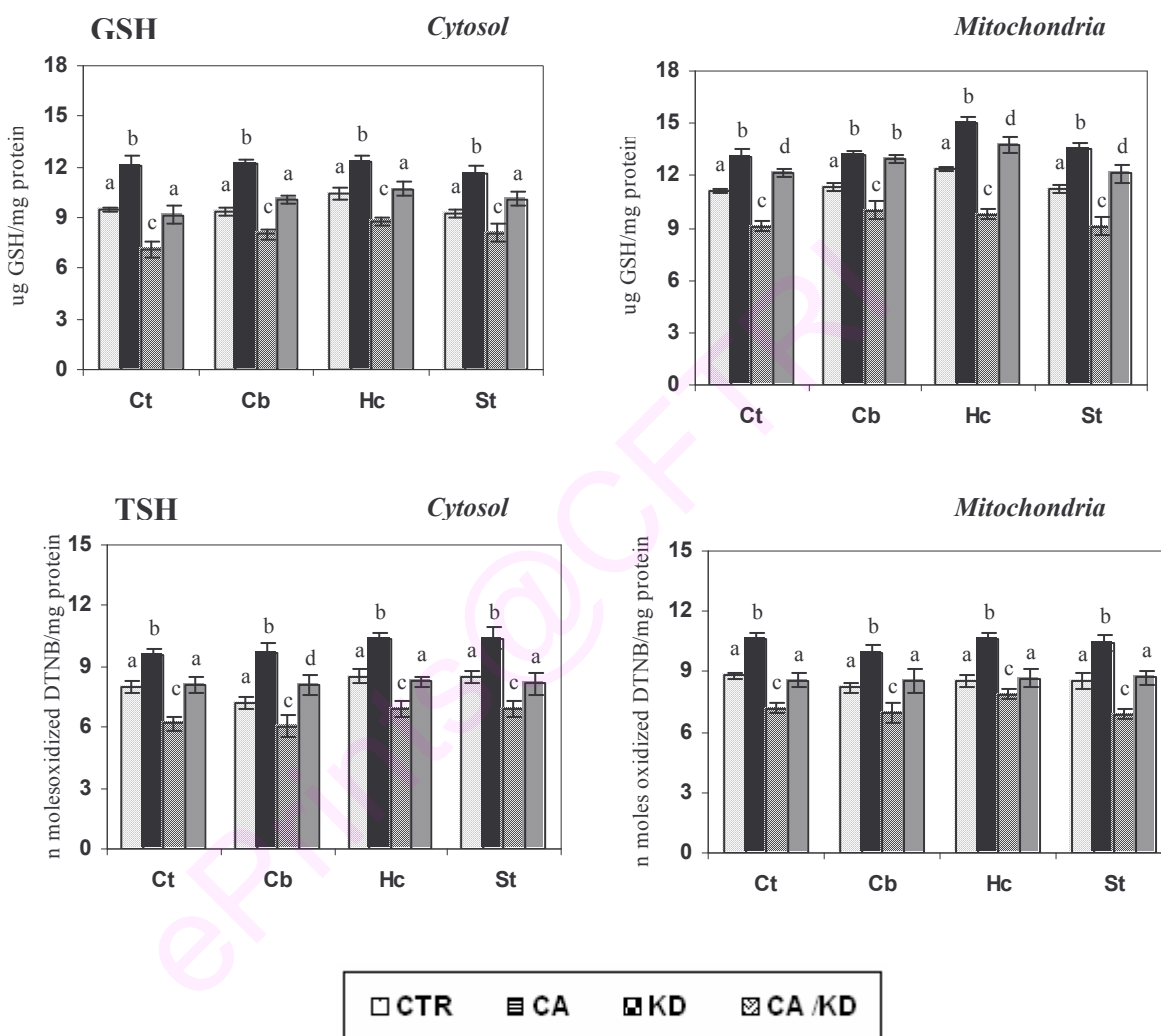 GSH Cytosol Mitochondria
ug GSH/mg protein
18
15
12
9
6
3
0
a b c a
a b c a
a b c a
a b c a
Ct Cb Hc St
ug GSH/mg protein
18
15
12
9
6
3
0
a b c d
a b c b
a b c d
a b c d
Ct Cb Hc St
TSH Cytosol Mitochondria
n molesoxidized DTNB/mg protein
15
12
9
6
3
0
a b c a
a b c d
a b c a
a b c a
Ct Cb Hc St
n moles oxidized DTNB/mg protein
15
12
9
6
3
0
a b c a
a b c a
a b c a
a b c a
Ct Cb Hc St
CTR CA KD CA /KD
ePrints@CFTRI